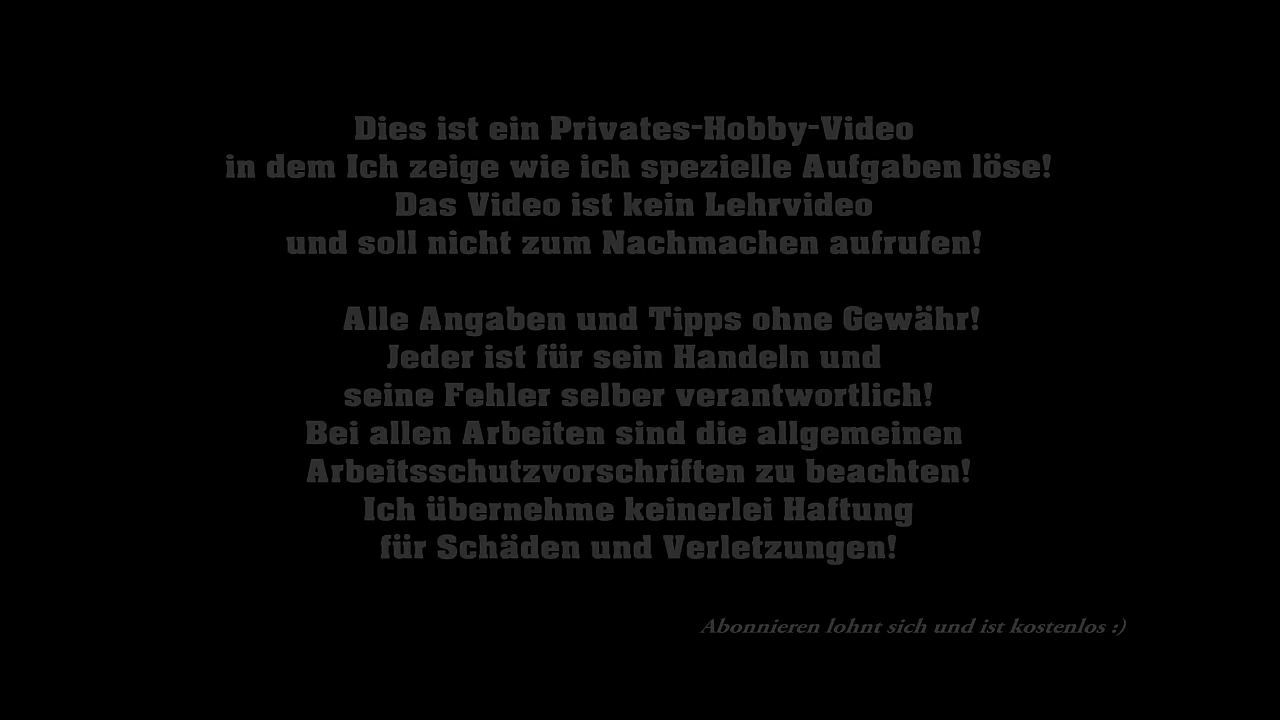 Dies ist ein Privates-Hobby-Video
in dem Ich zeige wie ich spezielle Aufgaben löse!
Das Video ist kein Lehrvideo
und soll nicht zum Nachmachen aufrufen!
Alle Angaben und Tipps ohne Gewähr!
Jeder ist für sein Handeln und
seine Fehler selber verantwortlich!
Bei allen Arbeiten sind die allgemeinen
Arbeitsschutzvorschriften zu beachten!
Ich übernehme keinerlei Haftung
für Schäden und Verletzungen!
Abonnieren lohnt sich und ist kostenlos :)